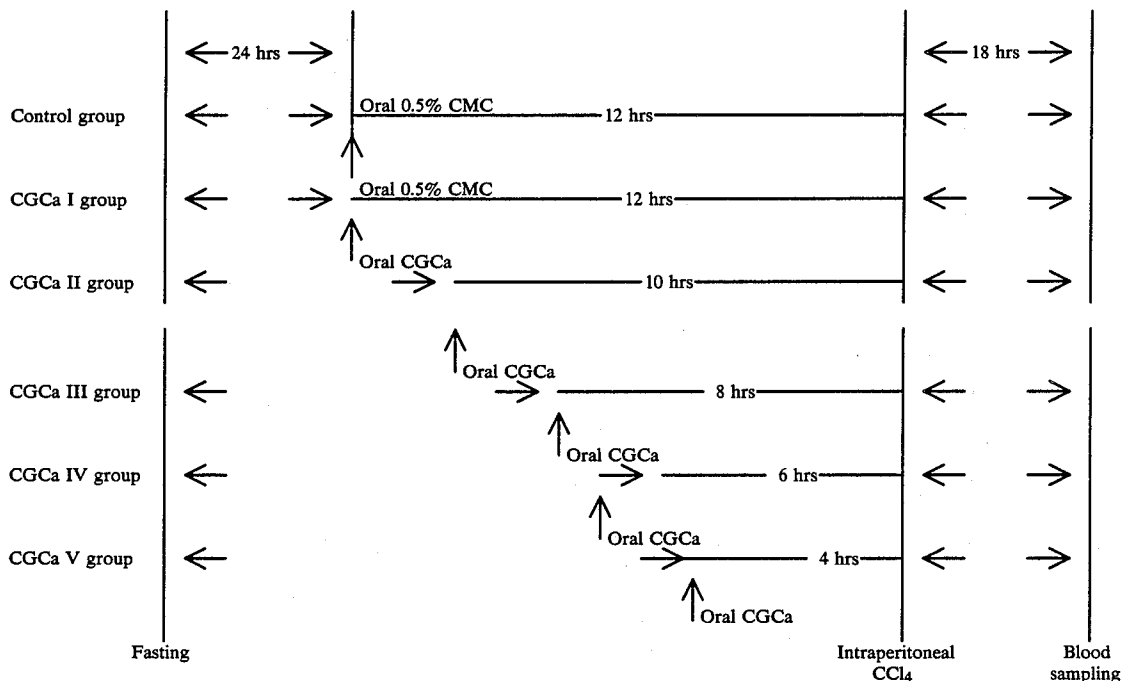 24 hrs
18 hrs
Control group
Oral 0.5% CMC
12 hrs
CGCa I group
Oral 0.5% CMC
12 hrs
Oral CGCa
CGCa II group
10 hrs
Oral CGCa
CGCa III group
8 hrs
Oral CGCa
CGCa IV group
6 hrs
Oral CGCa
CGCa V group
4 hrs
Oral CGCa
Fasting
Intraperitoneal
CCl₄
Blood
sampling